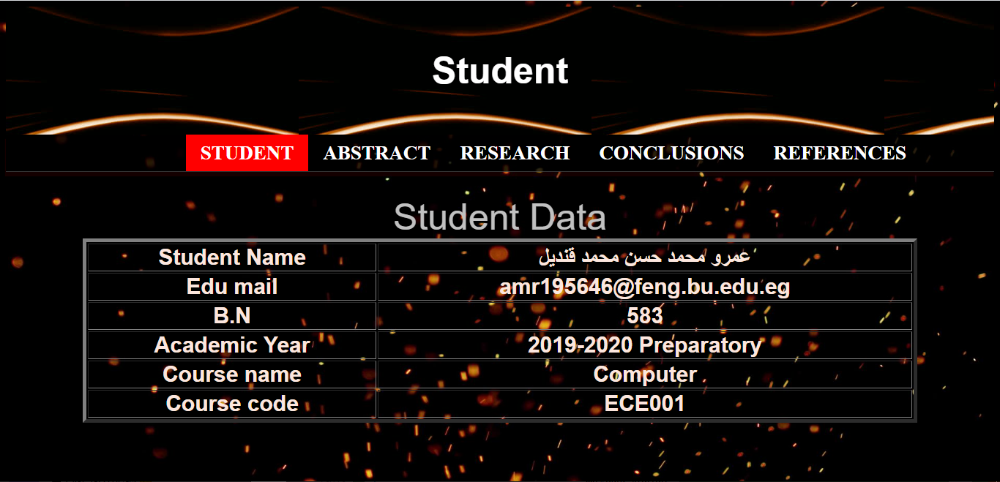 Student
STUDENT ABSTRACT RESEARCH CONCLUSIONS REFERENCES
Student Data
Student Name عمرو محمد حسن محمد قنديل
Edu mail amr195646@feng.bu.edu.eg
B.N 583
Academic Year 2019-2020 Preparatory
Course name Computer
Course code ECE001